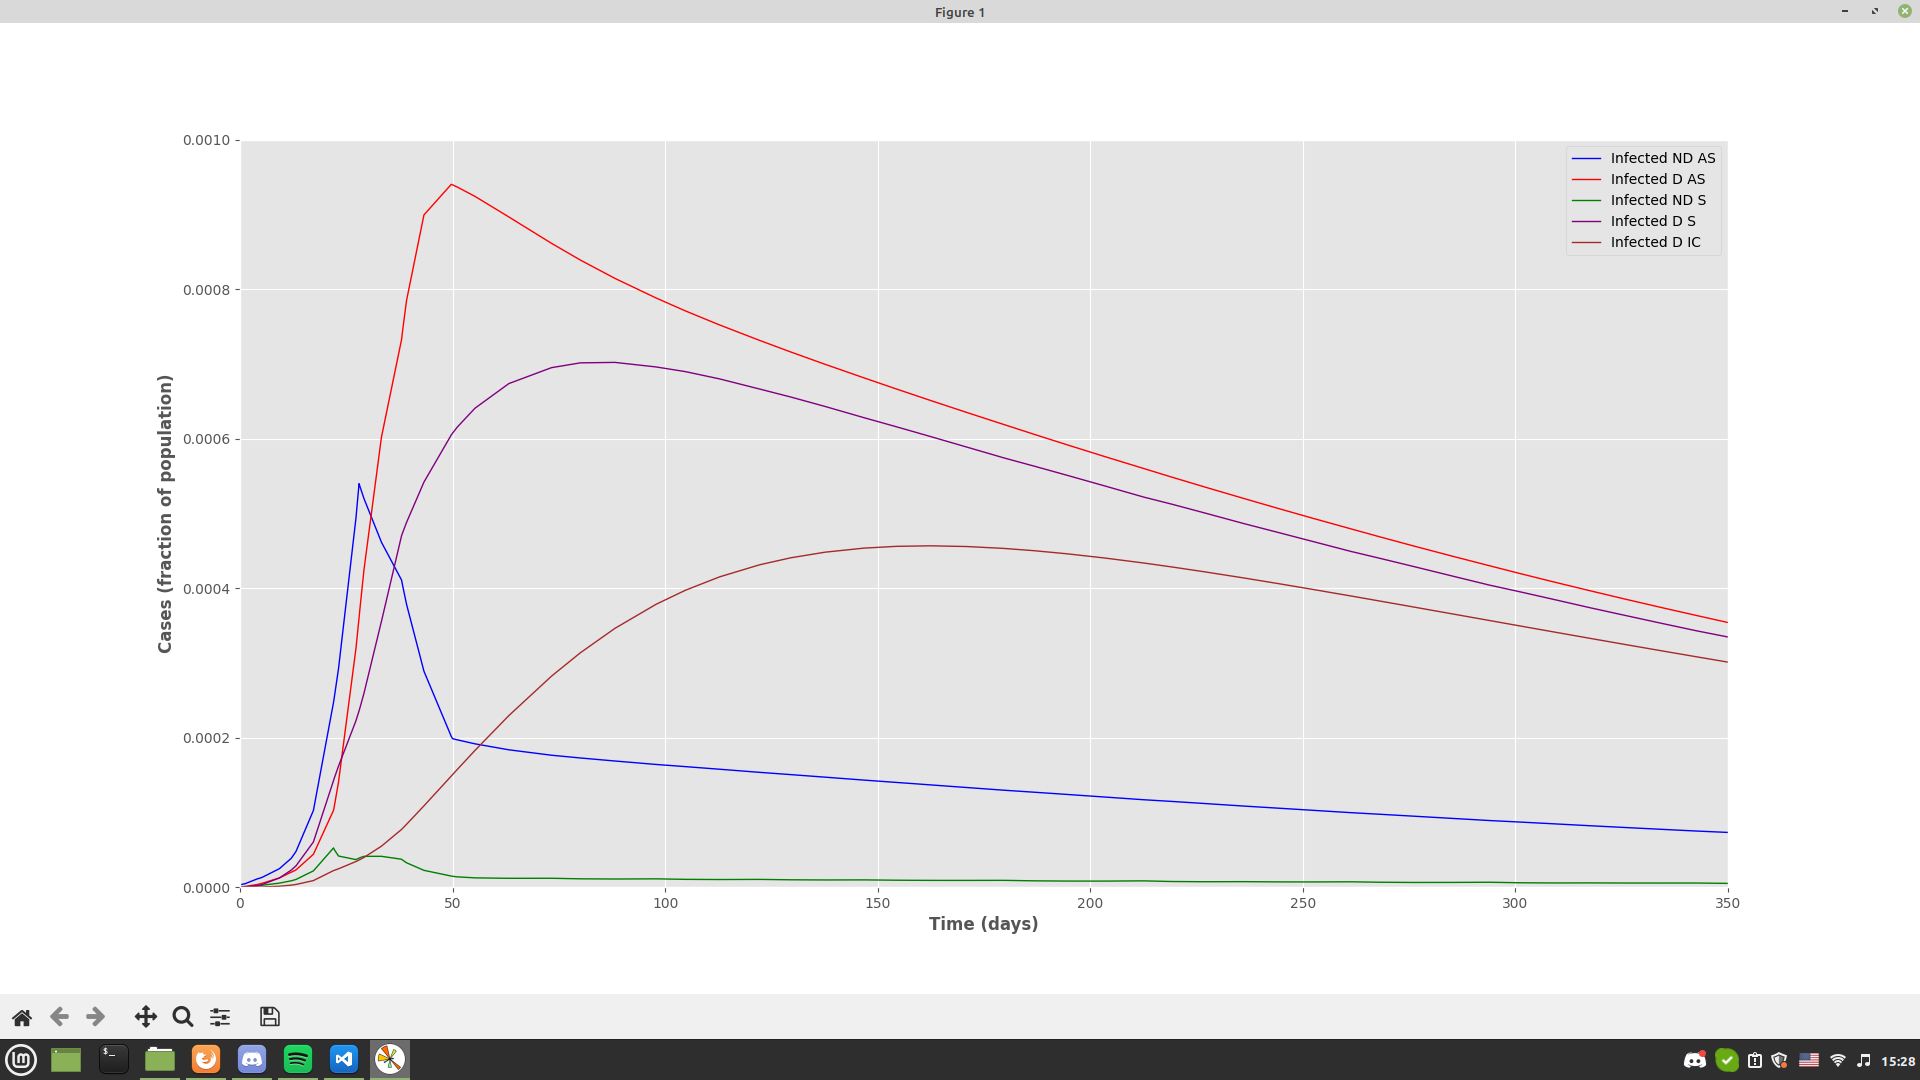 Figure 1
0.0010
0.0008
0.0006
0.0004
0.0002
0.0000
Cases (fraction of population)
Infected ND AS
Infected D AS
Infected ND S
Infected D S
Infected D IC
0 50 100 150 200 250 300 350
Time (days)
$_
15:28